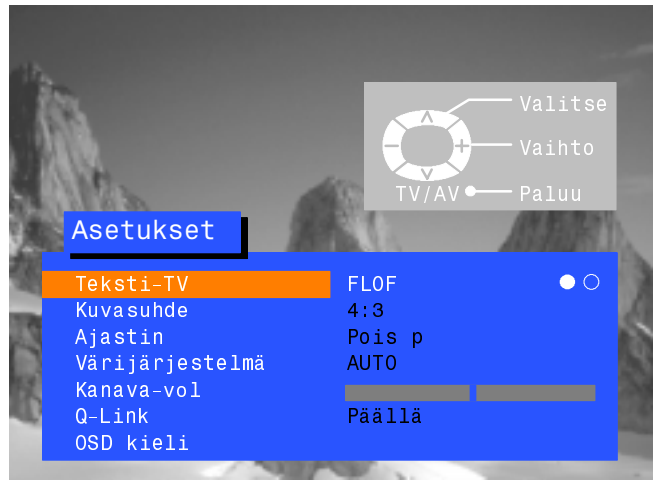 Valitse
Vaihto
TV/AV Paluu
Asetukset
Teksti-TV FLOF
Kuvasuhde 4:3
Ajastin Pois p
Värijärjestelmä AUTO
Kanava-vol
Q-Link Päällä
OSD kieli